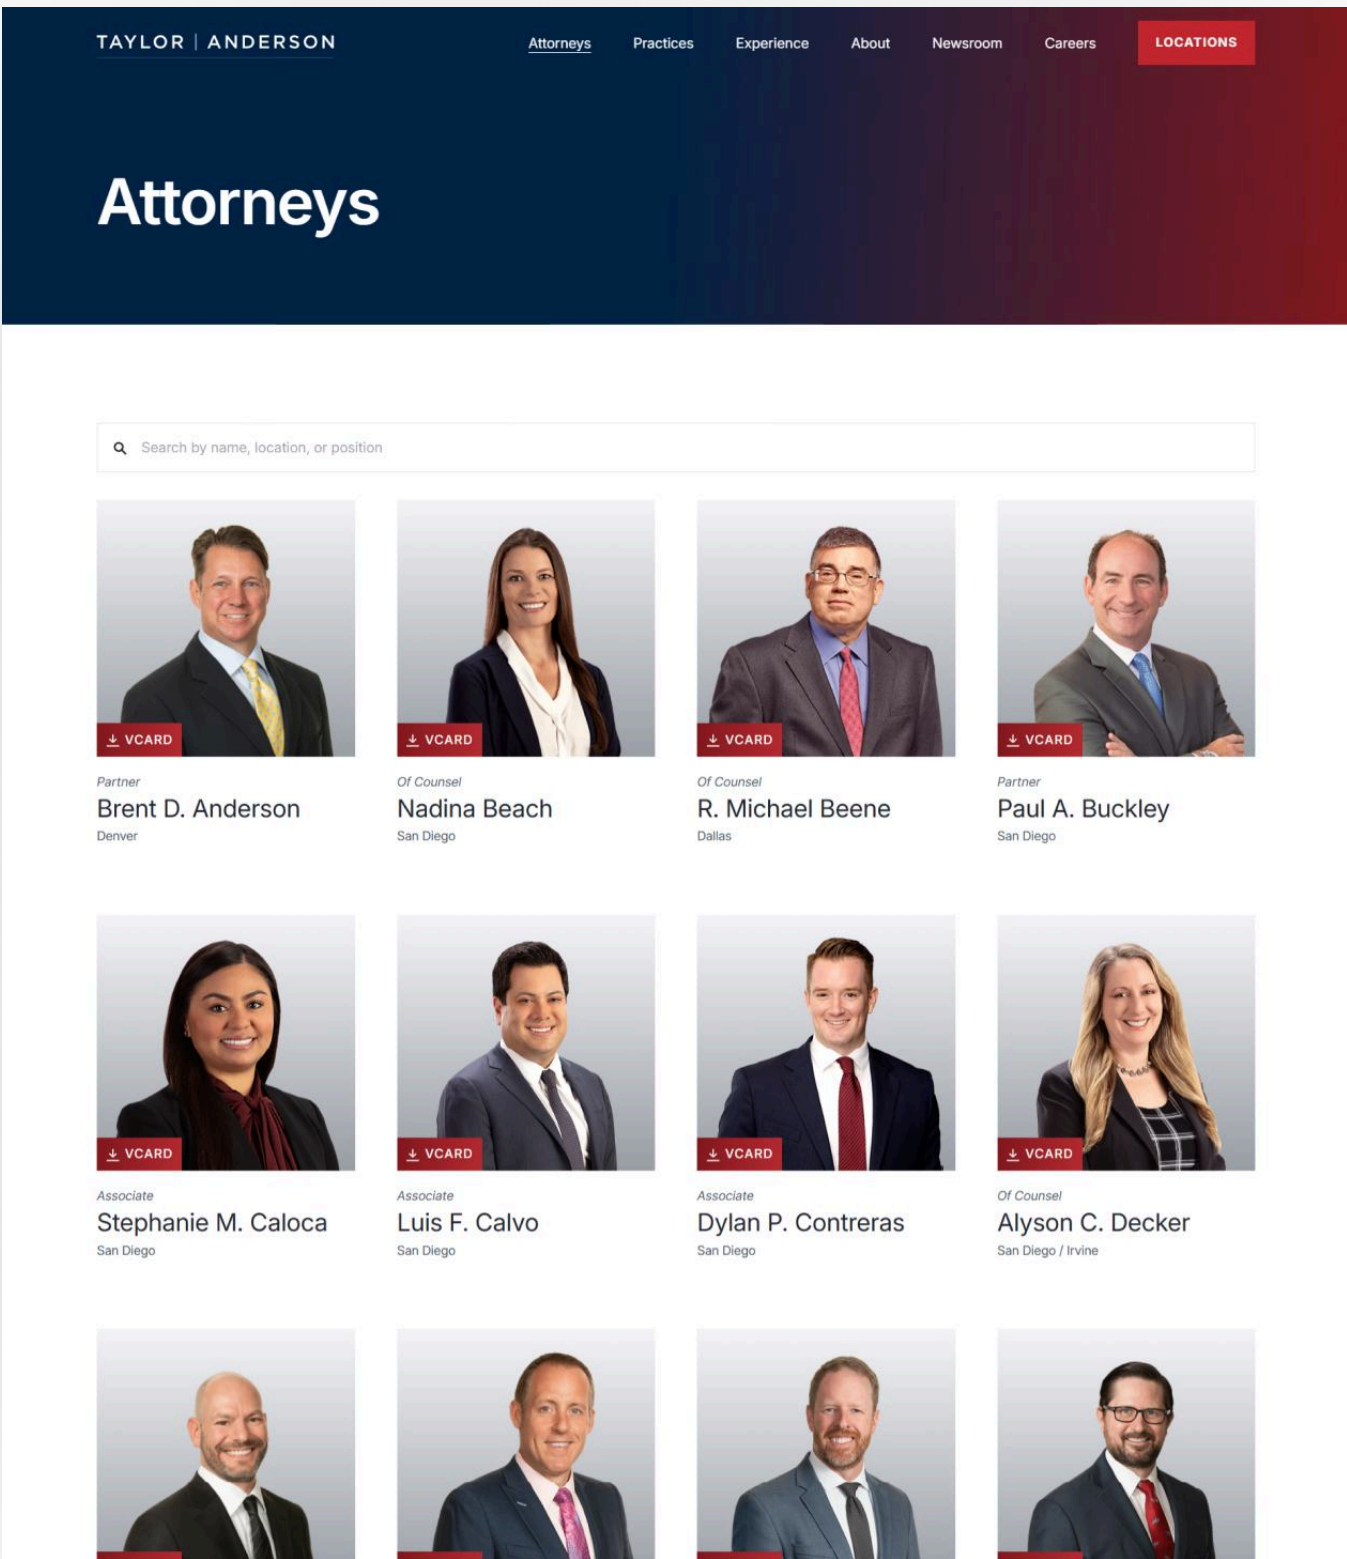 TAYLOR | ANDERSON
Attorneys Practices Experience About Newsroom Careers LOCATIONS
Attorneys
Search by name, location, or position
VCARD VCARD VCARD VCARD
Partner Of Counsel Of Counsel Partner
Brent D. Anderson Nadina Beach R. Michael Beene Paul A. Buckley
Denver San Diego Dallas San Diego
VCARD VCARD VCARD VCARD
Associate Associate Associate Of Counsel
Stephanie M. Caloca Luis F. Calvo Dylan P. Contreras Alyson C. Decker
San Diego San Diego San Diego San Diego / Irvine